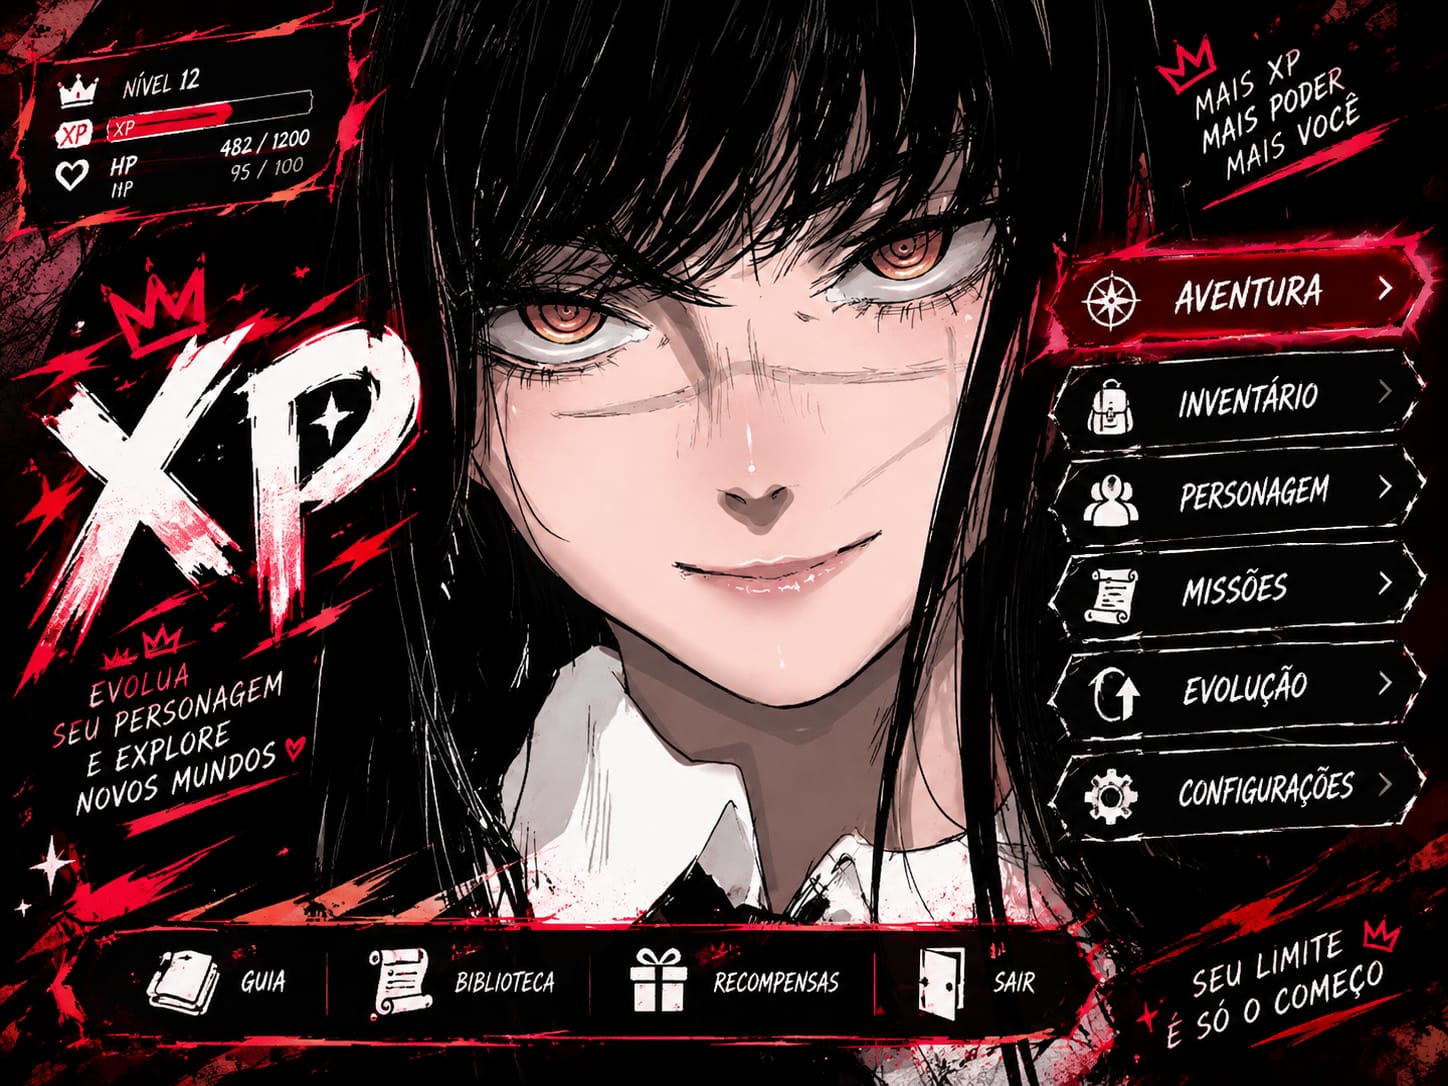 NÍVEL 12
XP XP
482 / 1200
HP
95 / 100
HP
XP
EVOLUA
SEU PERSONAGEM
E EXPLORE
NOVOS MUNDOS
MAIS XP
MAIS PODER
MAIS VOCÊ
AVENTURA
INVENTÁRIO
PERSONAGEM
MISSÕES
EVOLUÇÃO
CONFIGURAÇÕES
GUIA
BIBLIOTECA
RECOMPENSAS
SAIR
SEU LIMITE
É SÓ O COMEÇO